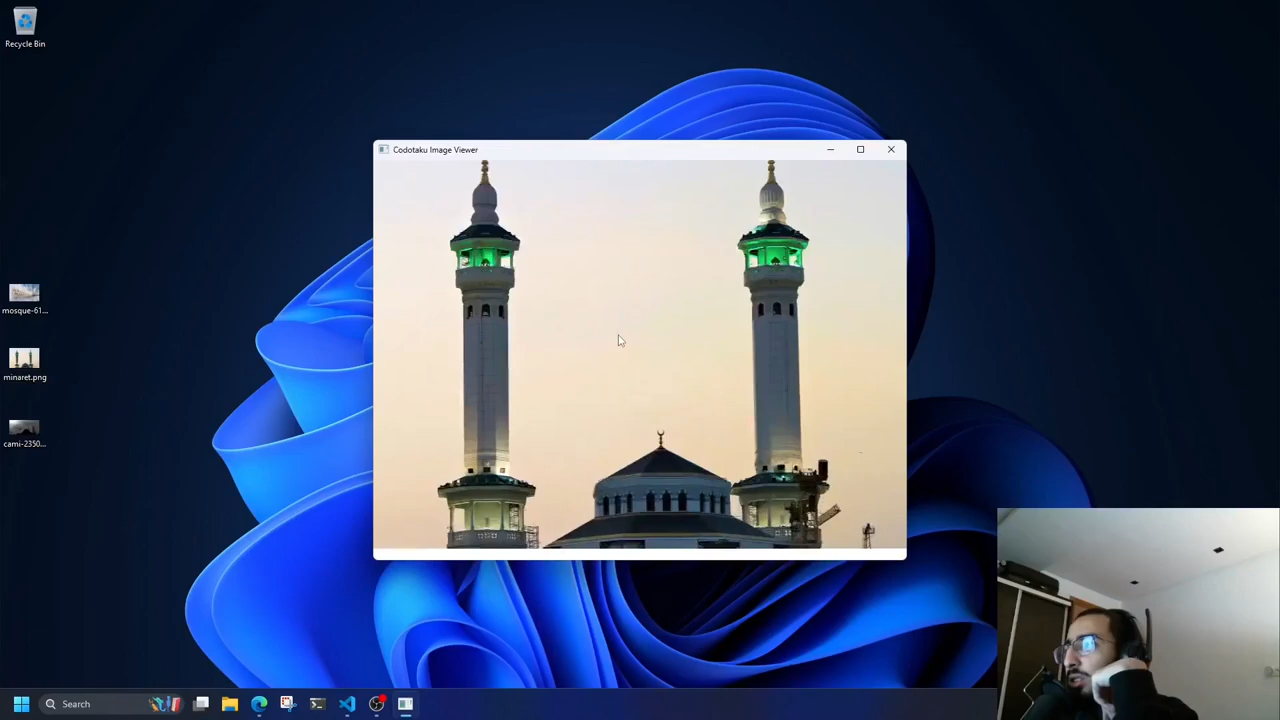 Recycle Bin
Codotaku Image Viewer
mosque-61...
minaret.png
cami-2350...
Search